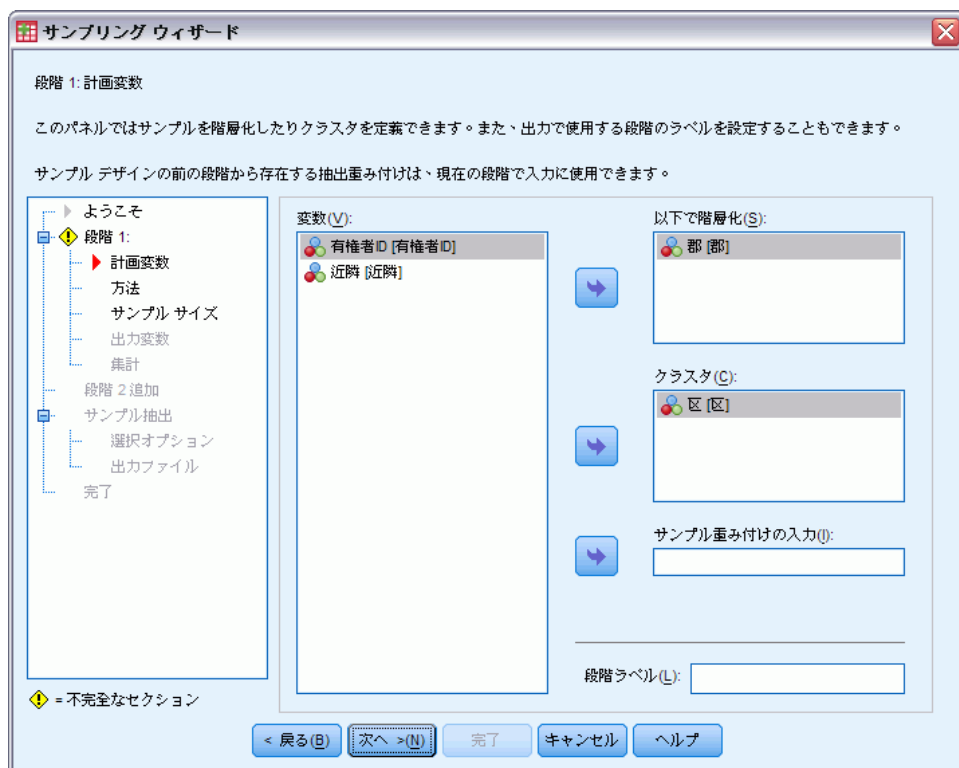 サンプリング ウィザード
段階 1: 計画変数
このパネルではサンプルを階層化したりクラスタを定義できます。また、出力で使用する段階のラベルを設定することもできます。
サンプル デザインの前の段階から存在する抽出重み付けは、現在の段階で入力に使用できます。
ようこそ
段階 1:
計画変数
方法
サンプル サイズ
出力変数
集計
段階 2 追加
サンプル抽出
選択オプション
出力ファイル
完了
= 不完全なセクション
変数(V):
有権者ID [有権者ID]
近隣 [近隣]
以下で階層化(S):
郡 [郡]
クラスタ(C):
区 [区]
サンプル重み付けの入力(I):
段階ラベル(L):
< 戻る(B)
次へ >(N)
完了
キャンセル
ヘルプ